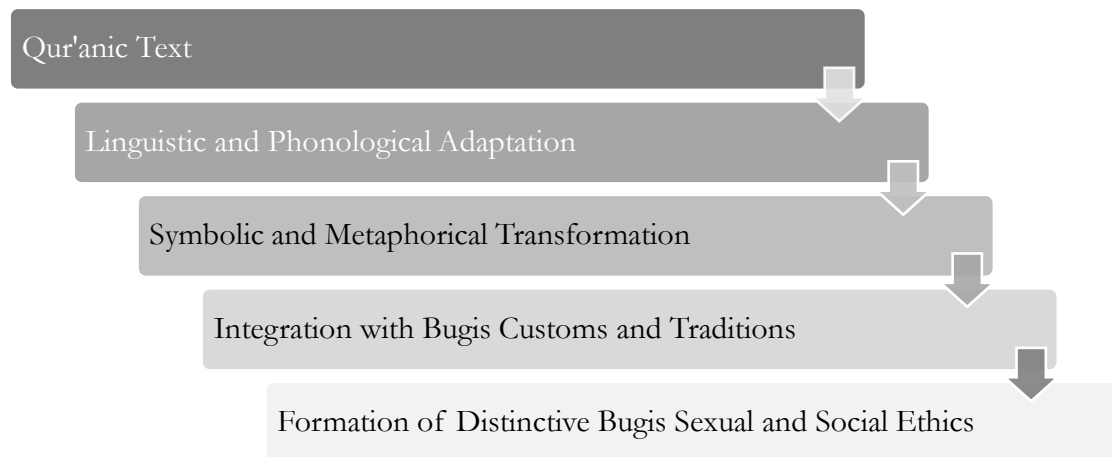 Qur'anic Text
Linguistic and Phonological Adaptation
Symbolic and Metaphorical Transformation
Integration with Bugis Customs and Traditions
Formation of Distinctive Bugis Sexual and Social Ethics